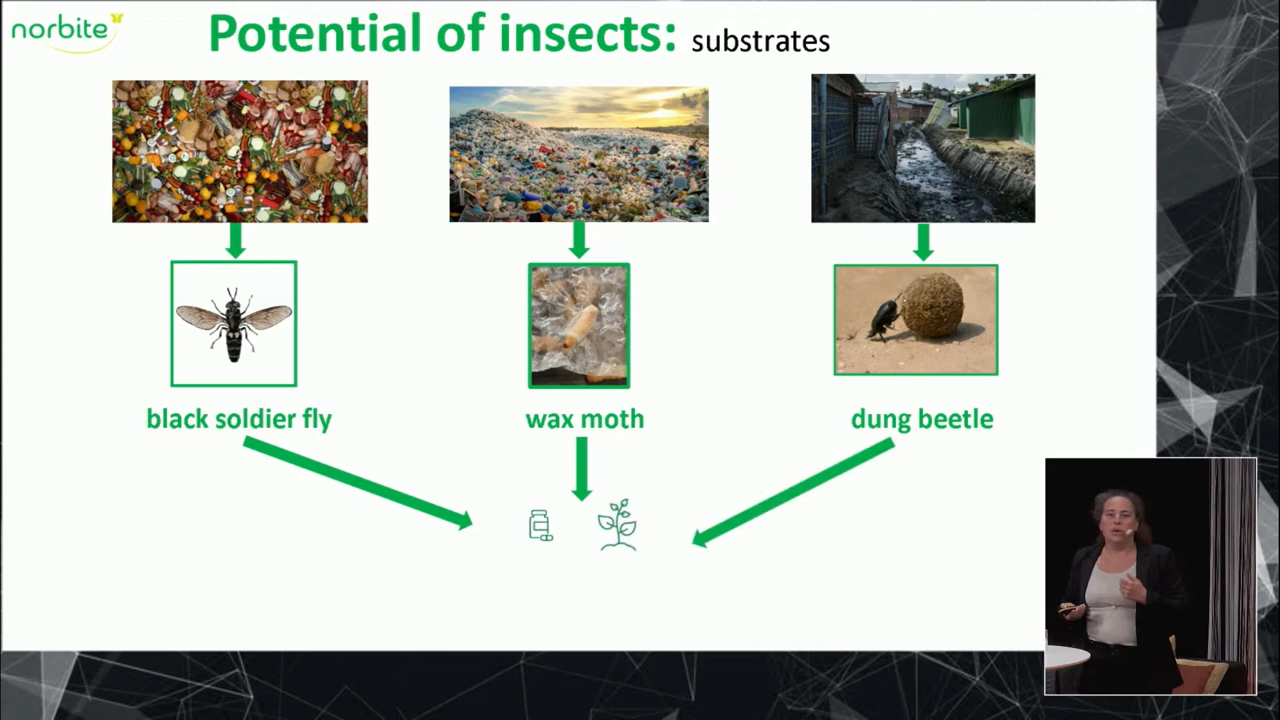 norbite
Potential of insects: substrates
black soldier fly
wax moth
dung beetle